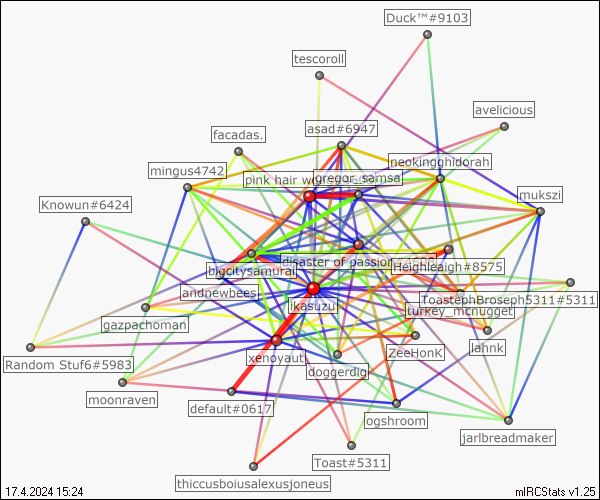 Duck™#9103
tescoroll
avelicious
asad#6947
facadas.
neokingghdorah
mingus4742
gregor_samsa
pink hair w
mukszi
Knowun#6424
disaster of passion
Heighleaigh#8575
bigcitysamurai
andnewbees
ToastephBroseph5311#5311
likasuzu
turkey_mcnugget
gazpachoman
lahnk
ZeeHonK
xenoyaut
Random Stuf6#5983
doggerdig
moonraven
default#0617
ogshroom
jarlbreadmaker
Toast#5311
thiccusboiusalexusjoneus
17.4.2024 15:24
mIRCStats v1.25